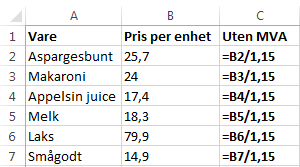 A B C
1 Vare Pris per enhet Uten MVA
2 Aspargesbunt 25,7 =B2/1,15
3 Makaroni 24 =B3/1,15
4 Appelsin juice 17,4 =B4/1,15
5 Melk 18,3 =B5/1,15
6 Laks 79,9 =B6/1,15
7 Smågodt 14,9 =B7/1,15